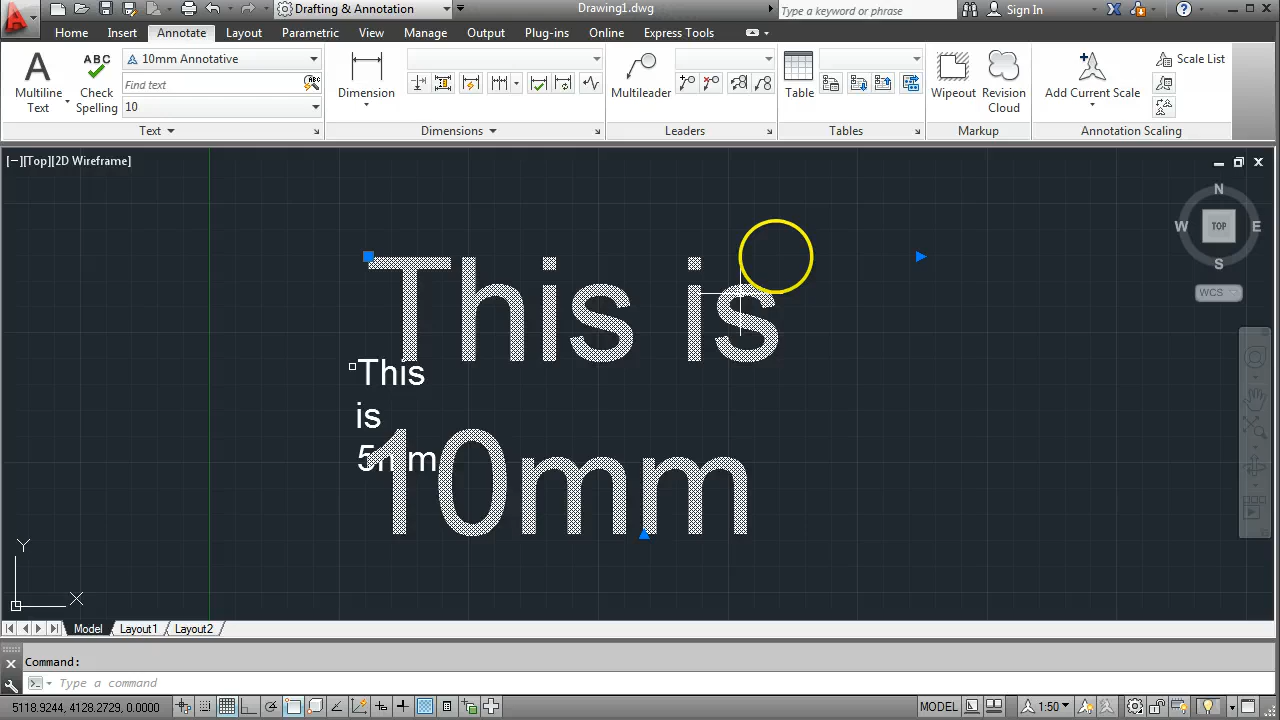 Drafting & Annotation
Drawing1.dwg
Type a keyword or phrase
Sign In
Home Insert Annotate Layout Parametric View Manage Output Plug-ins Online Express Tools
A ABC
10mm Annotative
Scale List
Find text
Multiline Text
Check Spelling
Dimension
Multileader
Table
Wipeout
Revision Cloud
Add Current Scale
10
Text Dimensions Leaders Tables Markup Annotation Scaling
[−][Top][2D Wireframe]
N
W TOP E
S
WCS
This is
10mm
This
is
5mm
Y
X
Model Layout1 Layout2
Command:
Type a command
5118.9244, 4128.2729, 0.0000
MODEL
1:50